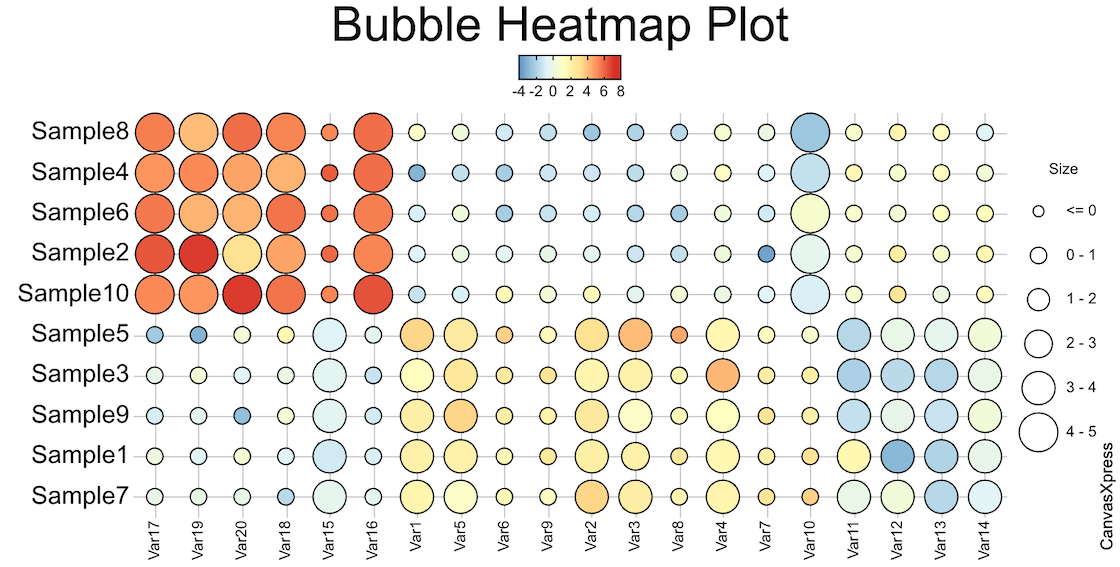 Bubble Heatmap Plot
-4 -2 0 2 4 6 8
Sample8
Sample4
Sample6
Sample2
Sample10
Sample5
Sample3
Sample9
Sample1
Sample7
Var17 Var19 Var20 Var18 Var15 Var16 Var1 Var5 Var6 Var9 Var2 Var3 Var8 Var4 Var7 Var10 Var11 Var12 Var13 Var14
Size
<= 0
0 - 1
1 - 2
2 - 3
3 - 4
4 - 5
CanvasXpress